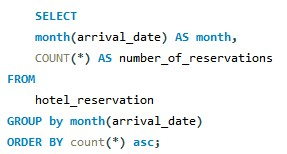 SELECT
month(arrival_date) AS month,
COUNT(*) AS number_of_reservations
FROM
hotel_reservation
GROUP by month(arrival_date)
ORDER BY count(*) asc;